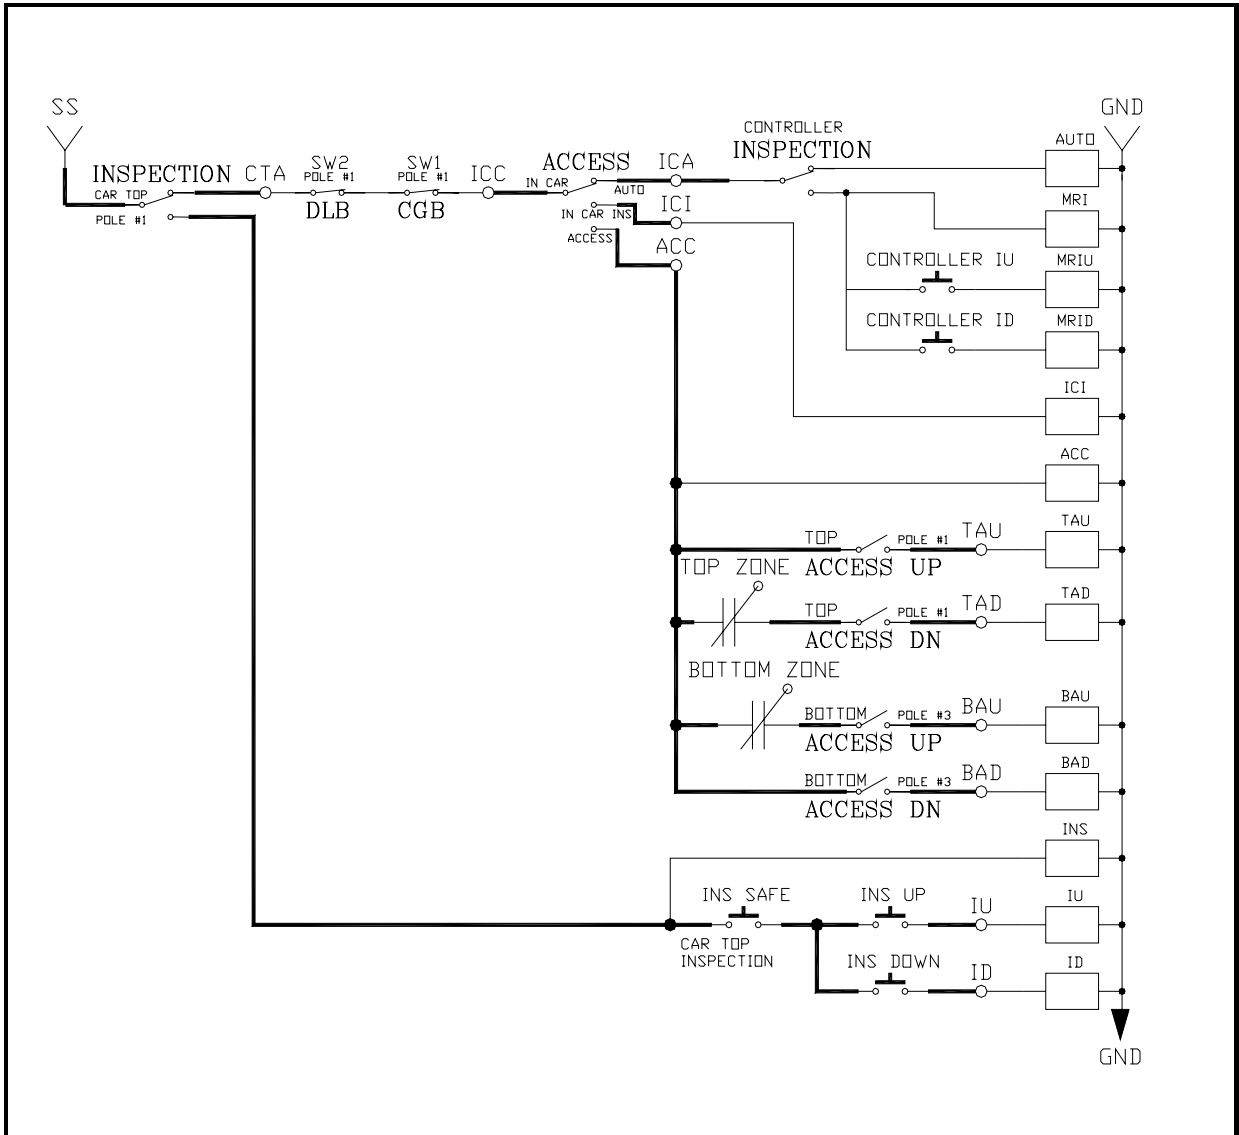 SS
GND
INSPECTION
CAR TOP
POLE #1
CTA
SW2
POLE #1
DLB
SW1
POLE #1
CGB
ICC
ACCESS
IN CAR
AUTO
IN CAR INS
ACCESS
ICA
ICI
ACC
CONTROLLER
INSPECTION
AUTO
MRI
CONTROLLER IU
MRIU
CONTROLLER ID
MRID
ICI
ACC
TOP
POLE #1
TAU
TAU
ACCESS UP
TOP ZONE
TOP
POLE #1
TAD
TAD
ACCESS DN
BOTTOM ZONE
BOTTOM
POLE #3
BAU
BAU
ACCESS UP
BOTTOM
POLE #3
BAD
BAD
ACCESS DN
INS
INS SAFE
INS UP
IU
IU
CAR TOP
INSPECTION
INS DOWN
ID
ID
GND